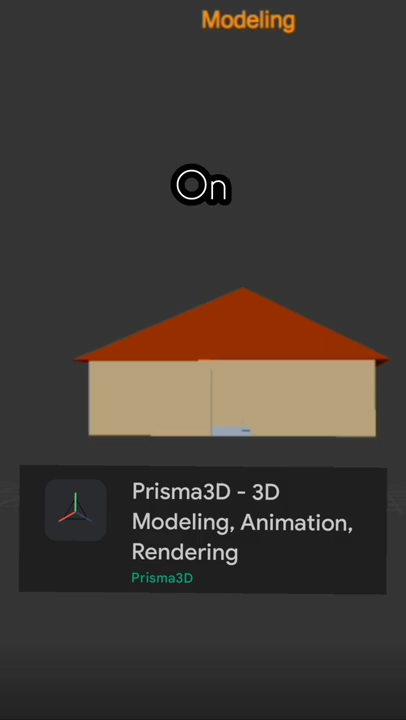 Modeling
On
Prisma3D - 3D
Modeling, Animation,
Rendering
Prisma3D